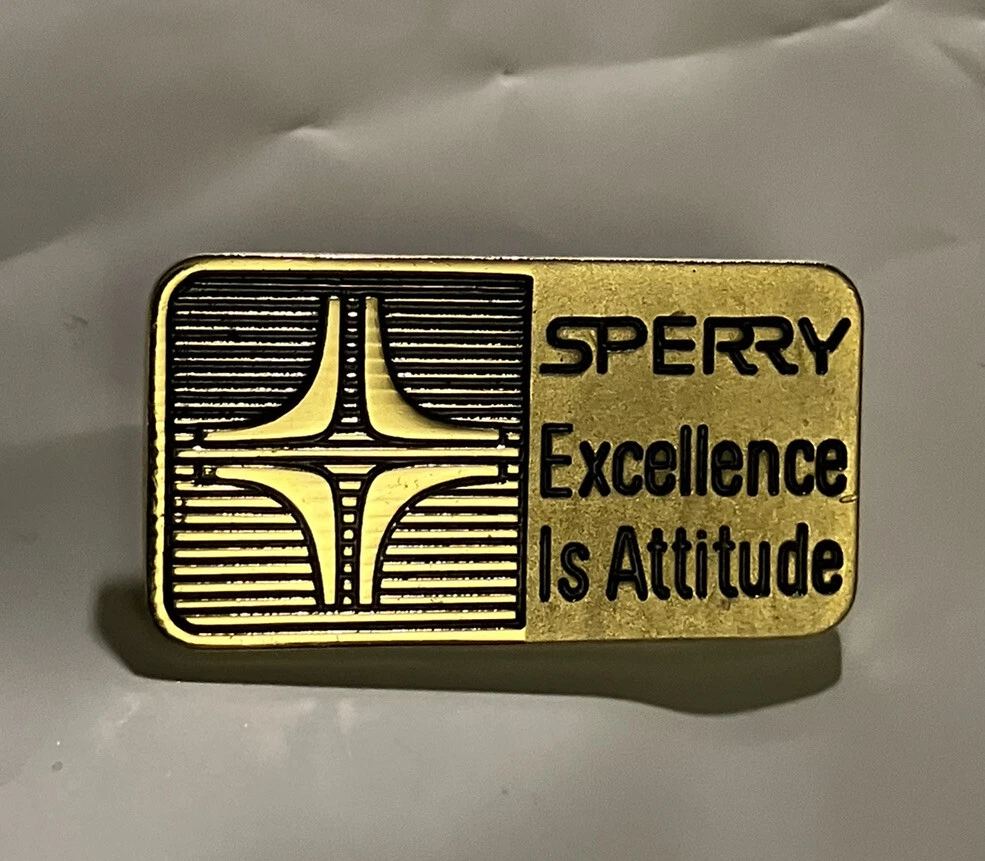 SPERRY
Excellence
Is Attitude